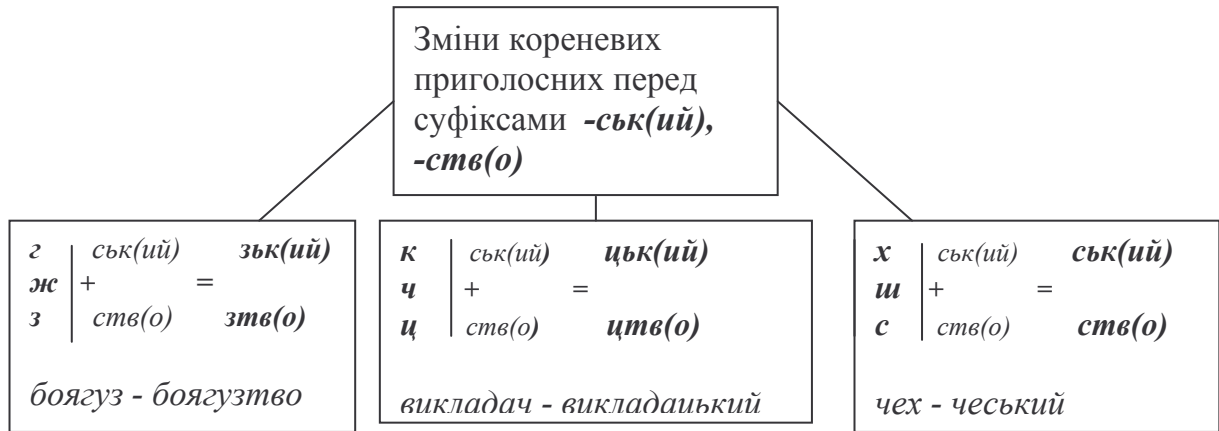 Зміни кореневих
приголосних перед
суфіксами -ськ(ий),
-ств(о)
г ськ(ий) зьк(ий)
ж + =
з ств(о) зтв(о)
боягуз - боягузтво
к ськ(ий) цьк(ий)
ч + =
ц ств(о) цтв(о)
викладач - викладацький
х ськ(ий) ськ(ий)
ш + =
с ств(о) ств(о)
чех - чеський